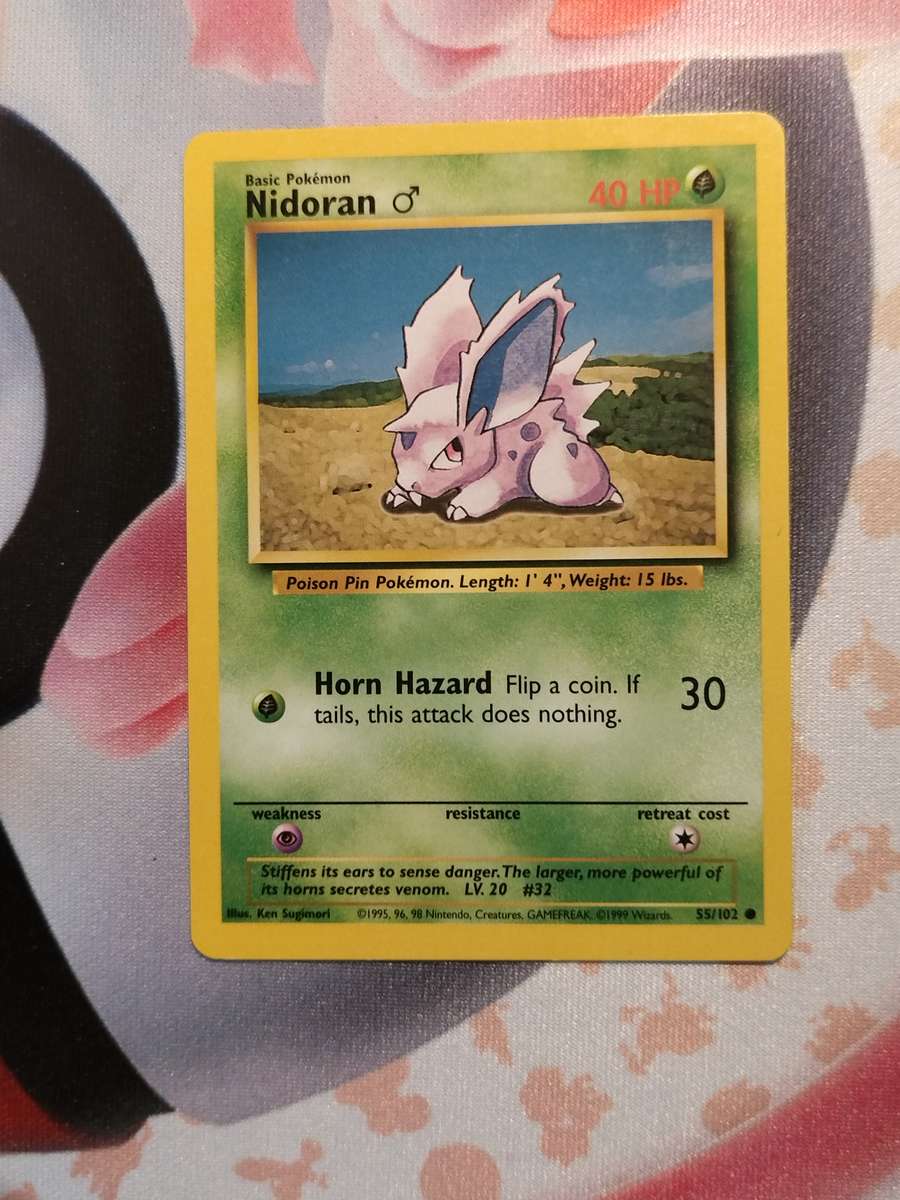 Basic Pokémon
Nidoran ♂ 40 HP
Poison Pin Pokémon. Length: 1' 4", Weight: 15 lbs.
Horn Hazard Flip a coin. If 30
tails, this attack does nothing.
weakness resistance retreat cost
Stiffens its ears to sense danger. The larger, more powerful of
its horns secretes venom. LV. 20 #32
Illus. Ken Sugimori ©1995, 96, 98 Nintendo, Creatures, GAMEFREAK. ©1999 Wizards. 55/102